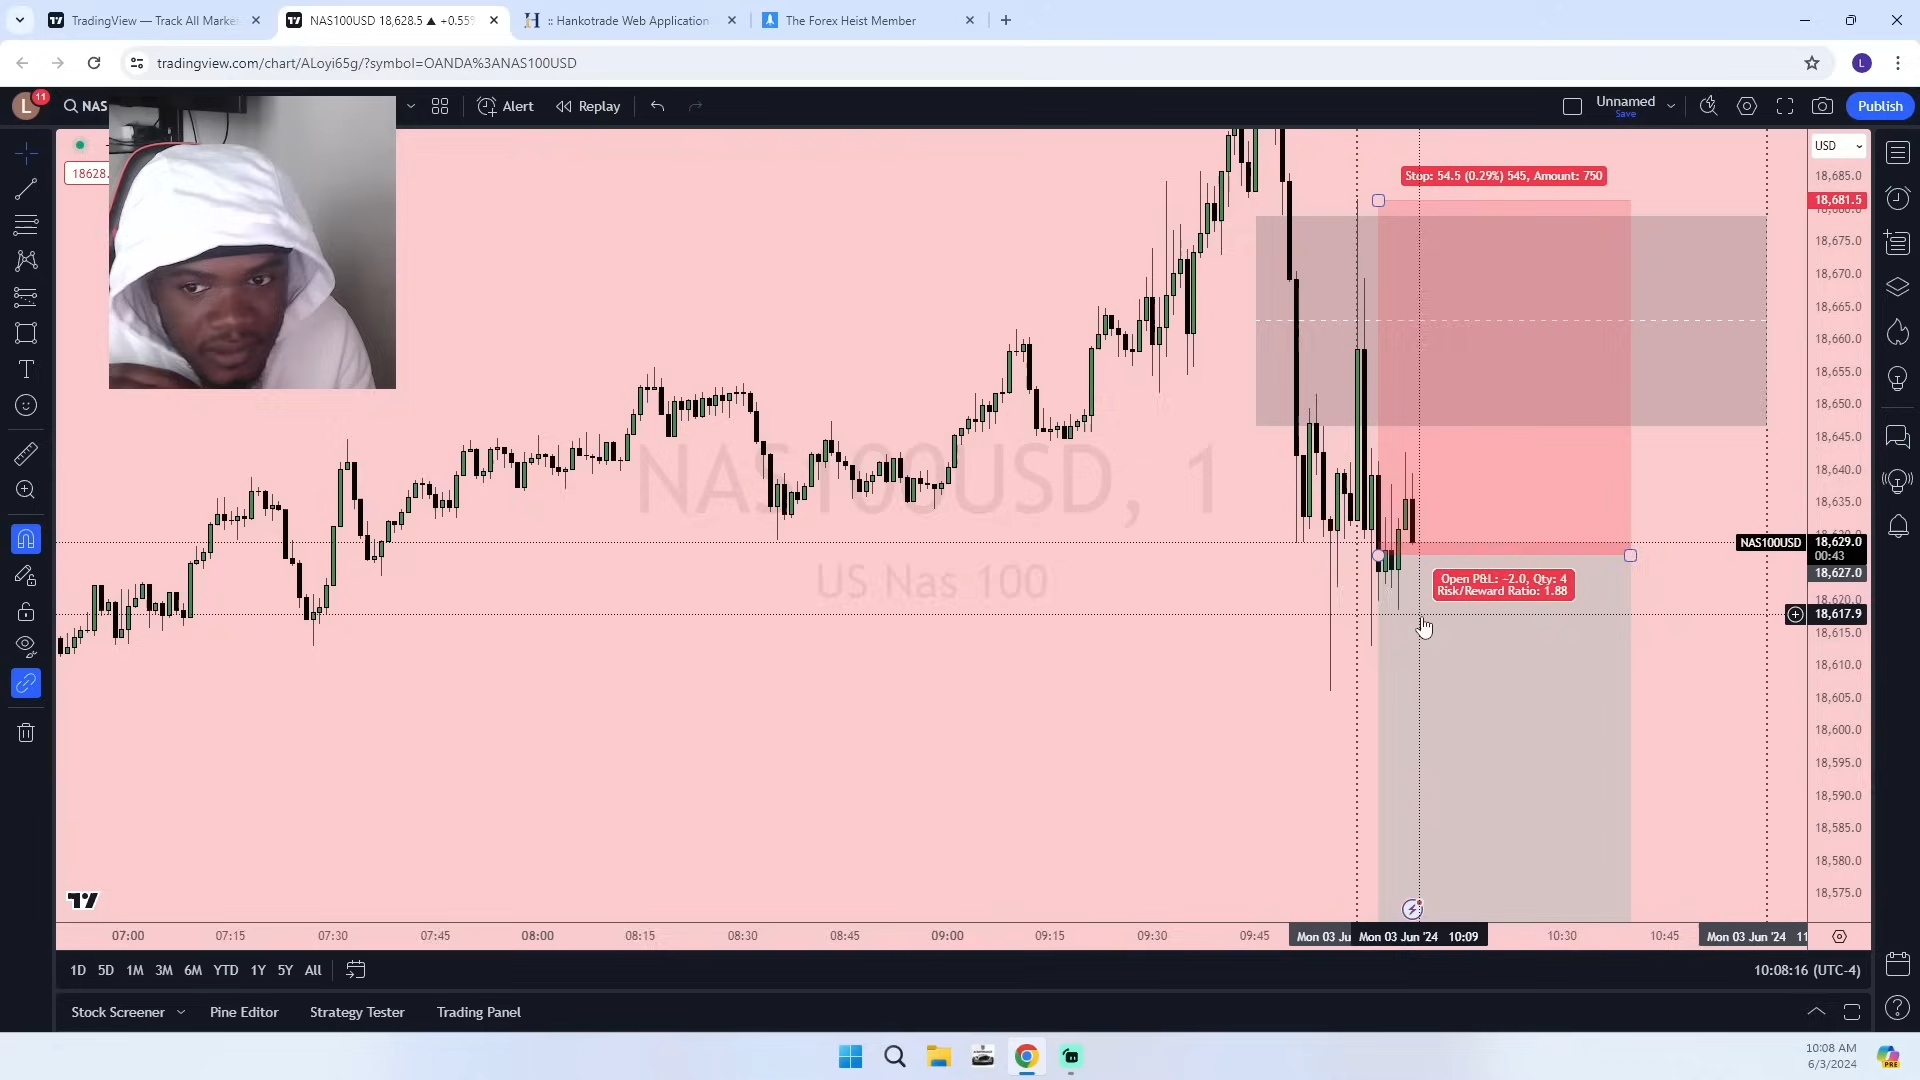 TradingView — Track All Marke
NAS100USD 18,628.5 ▲ +0.55%
:: Hankotrade Web Application
The Forex Heist Member
tradingview.com/chart/ALoyi65g/?symbol=OANDA%3ANAS100USD
L
L
11
NAS
Alert
Replay
Unnamed
Save
Publish
USD
18628.
Stop: 54.5 (0.29%) 545, Amount: 750
18,685.0
18,681.5
18,675.0
18,670.0
18,665.0
18,660.0
18,655.0
18,650.0
18,645.0
18,640.0
18,635.0
NAS100USD
18,629.0
00:43
18,627.0
18,620.0
18,617.9
18,615.0
18,610.0
18,605.0
18,600.0
18,595.0
18,590.0
18,585.0
18,580.0
18,575.0
NAS100USD, 1
US Nas 100
Open P&L: −2.0, Qty: 4
Risk/Reward Ratio: 1.88
07:00
07:15
07:30
07:45
08:00
08:15
08:30
08:45
09:00
09:15
09:30
09:45
Mon 03 Ju
Mon 03 Jun '24 10:09
10:30
10:45
Mon 03 Jun '24 11
1D 5D 1M 3M 6M YTD 1Y 5Y All
10:08:16 (UTC-4)
Stock Screener
Pine Editor
Strategy Tester
Trading Panel
10:08 AM
6/3/2024
PRE